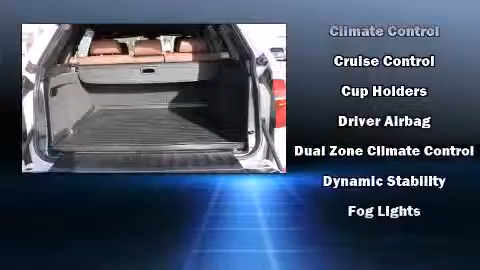 Climate Control
Cruise Control
Cup Holders
Driver Airbag
Dual Zone Climate Control
Dynamic Stability
Fog Lights